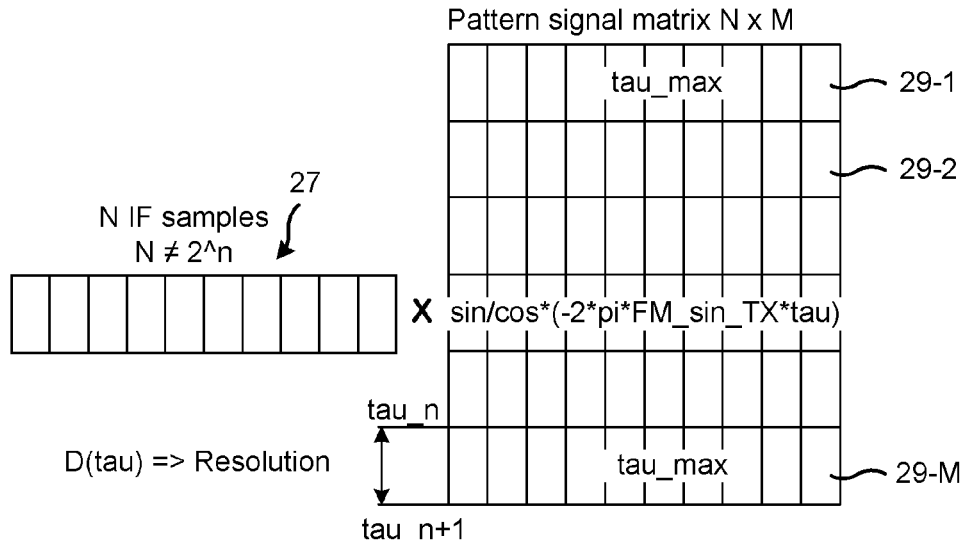 Pattern signal matrix N x M
tau_max
29-1
29-2
27
N IF samples
N ≠ 2^n
X sin/cos*(-2*pi*FM_sin_TX*tau)
tau_n
D(tau) => Resolution
tau_max
29-M
tau_n+1